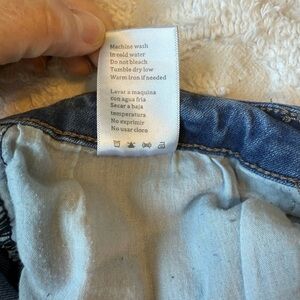 Machine wash
In cold water
Do not bleach
Tumble dry low
Warm Iron if needed
Lavar a maquina
con agua fria
Secar a baja
temperatura
No exprimir
No usar cloro